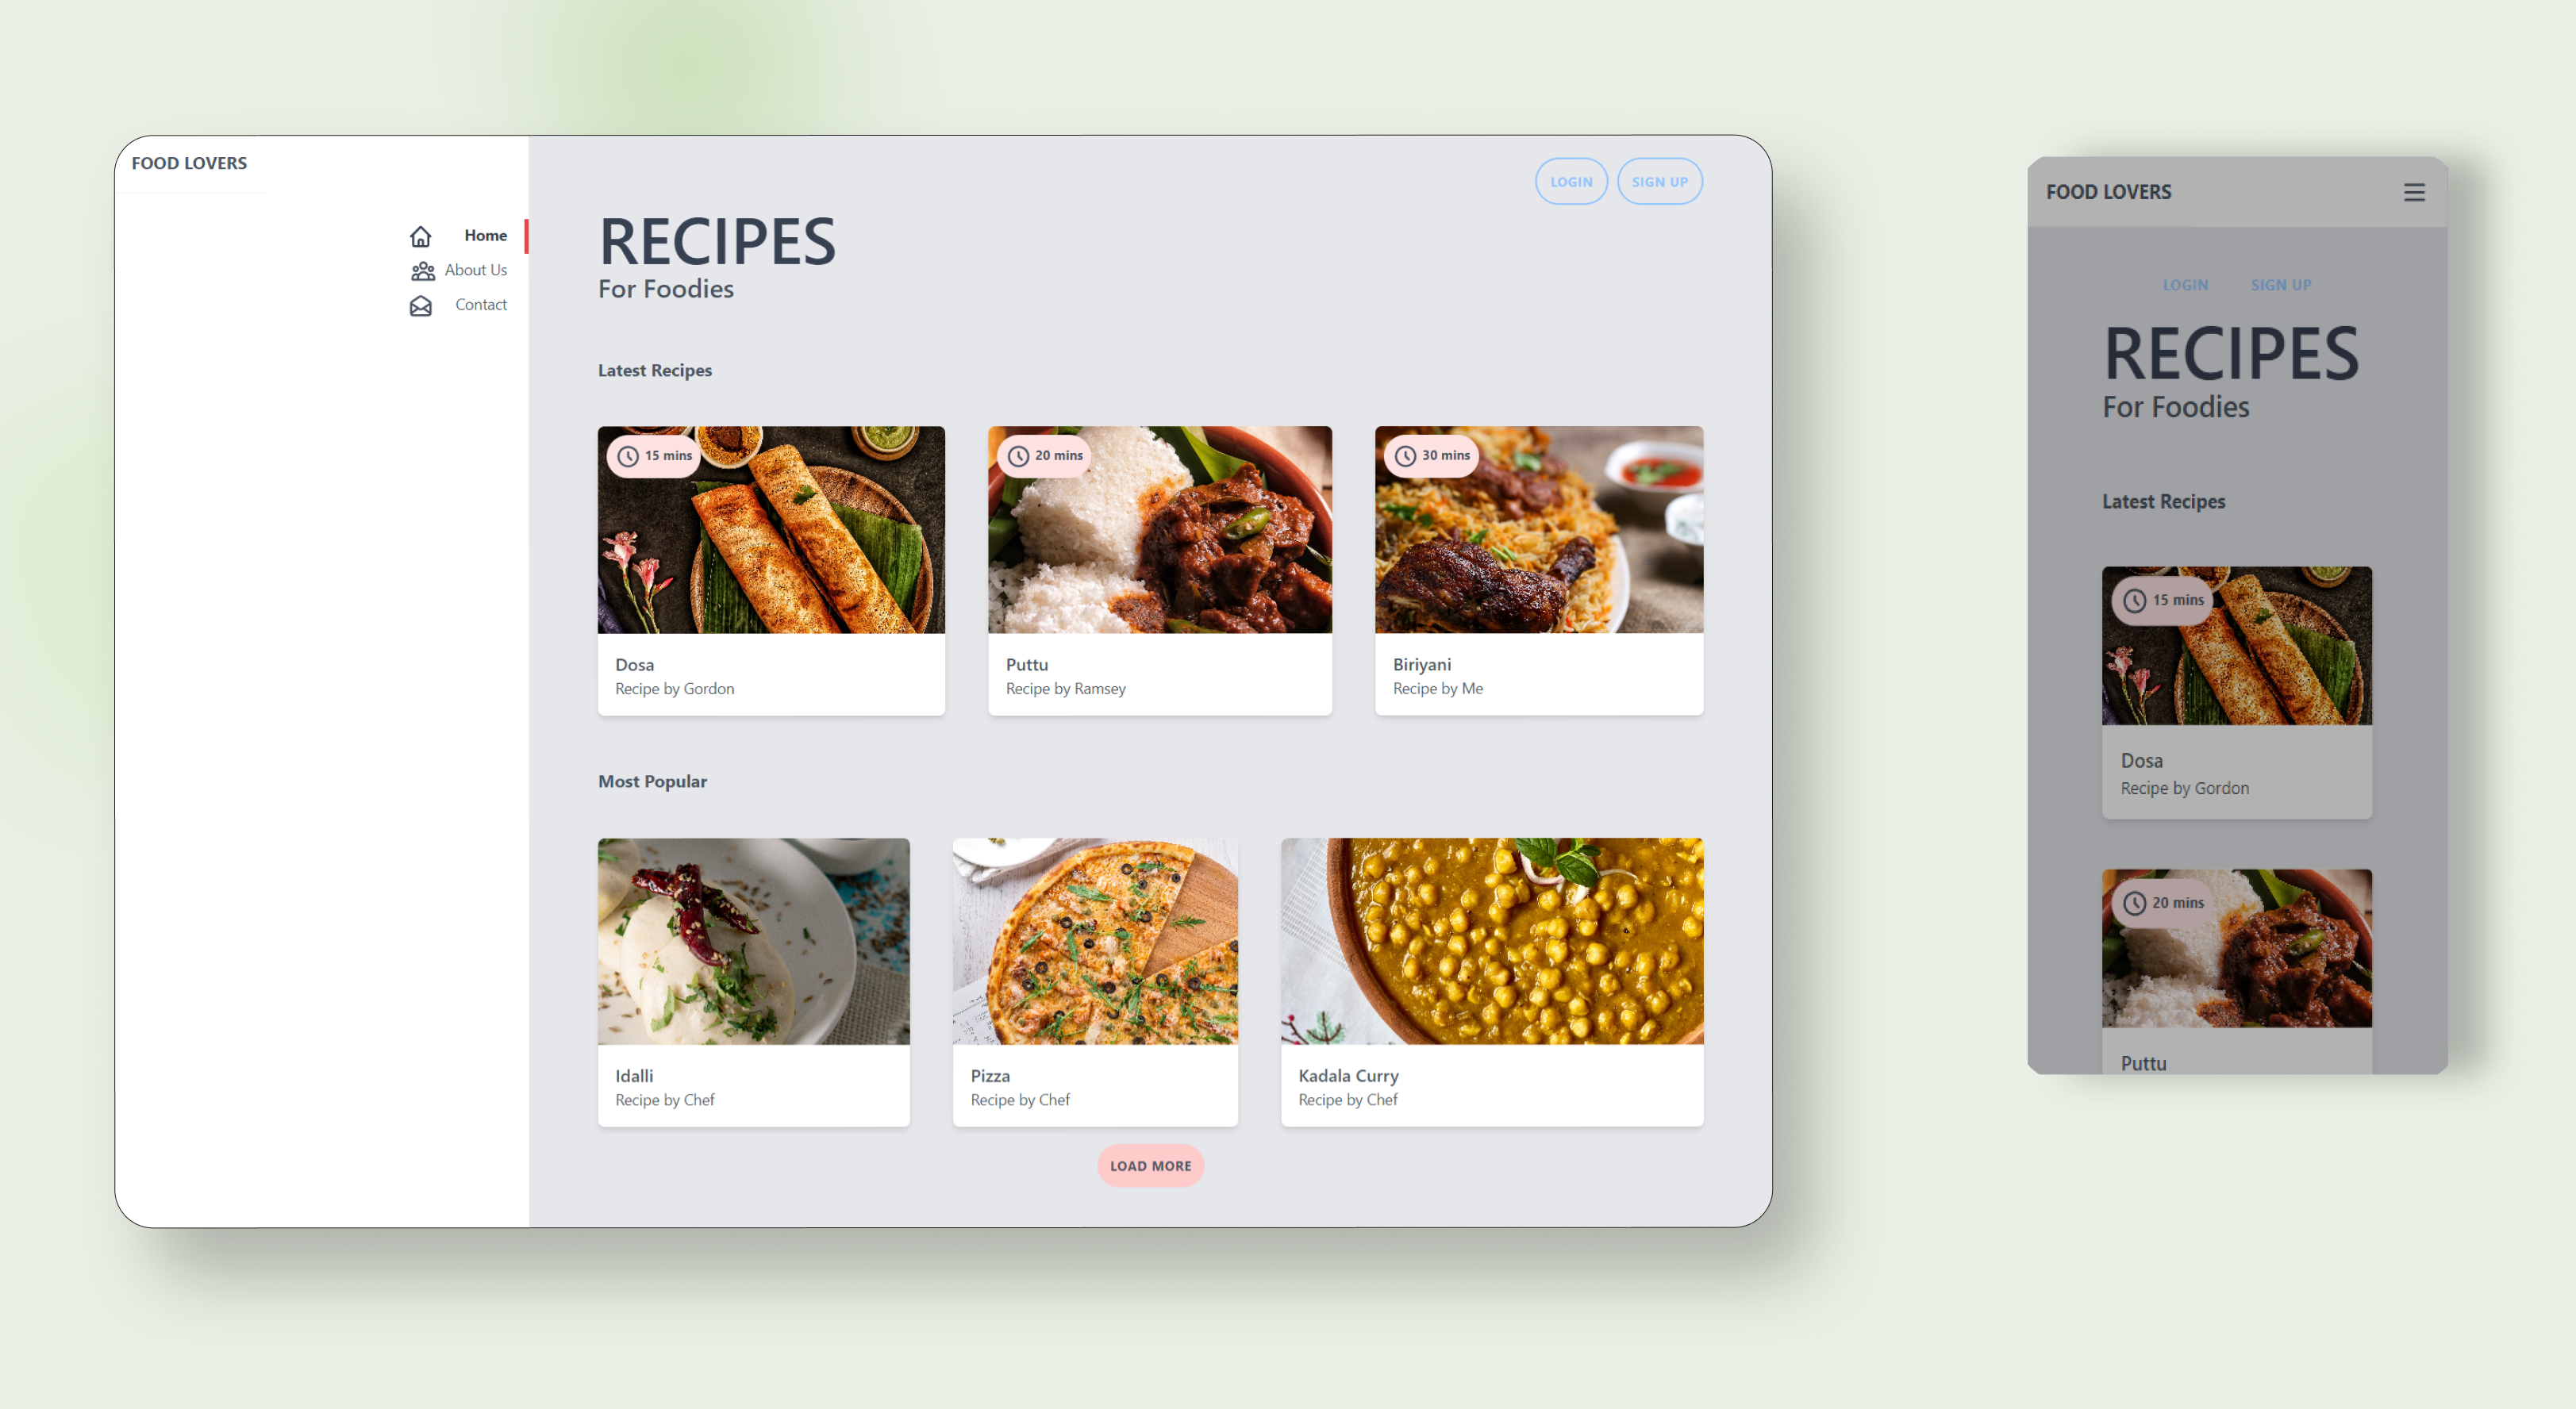 FOOD LOVERS
Home
About Us
Contact
LOGIN
SIGN UP
RECIPES
For Foodies
Latest Recipes
15 mins
20 mins
30 mins
Dosa
Recipe by Gordon
Puttu
Recipe by Ramsey
Biriyani
Recipe by Me
Most Popular
Idalli
Recipe by Chef
Pizza
Recipe by Chef
Kadala Curry
Recipe by Chef
LOAD MORE
FOOD LOVERS
LOGIN
SIGN UP
RECIPES
For Foodies
Latest Recipes
15 mins
Dosa
Recipe by Gordon
20 mins
Puttu